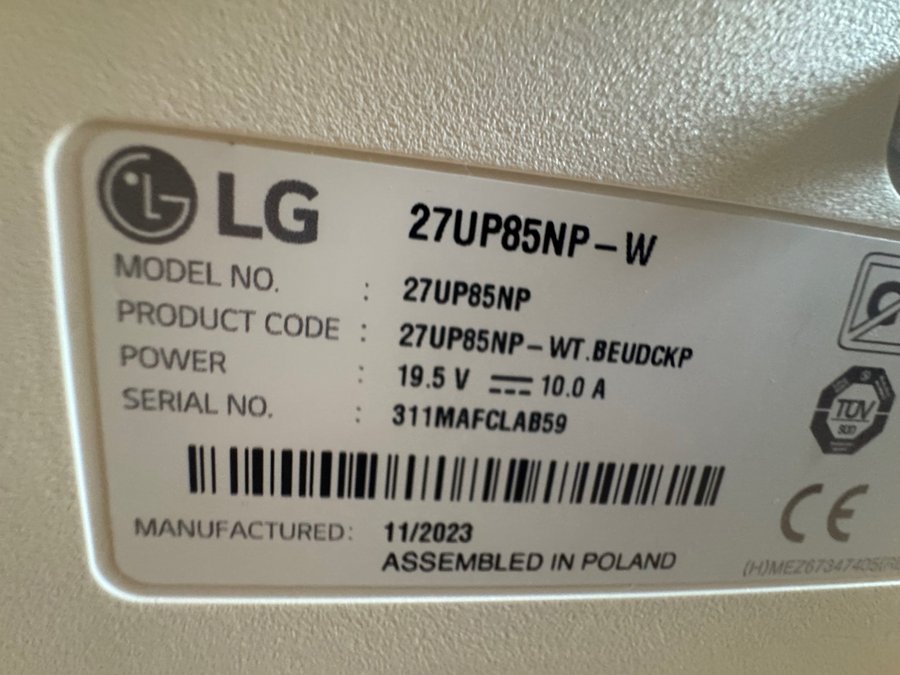 LG 27UP85NP-W
MODEL NO. : 27UP85NP
PRODUCT CODE : 27UP85NP-WT.BEUDCKP
POWER : 19.5 V ⎓ 10.0 A
SERIAL NO. : 311MAFCLAB59
TÜV
SÜD
MANUFACTURED: 11/2023
ASSEMBLED IN POLAND
CE